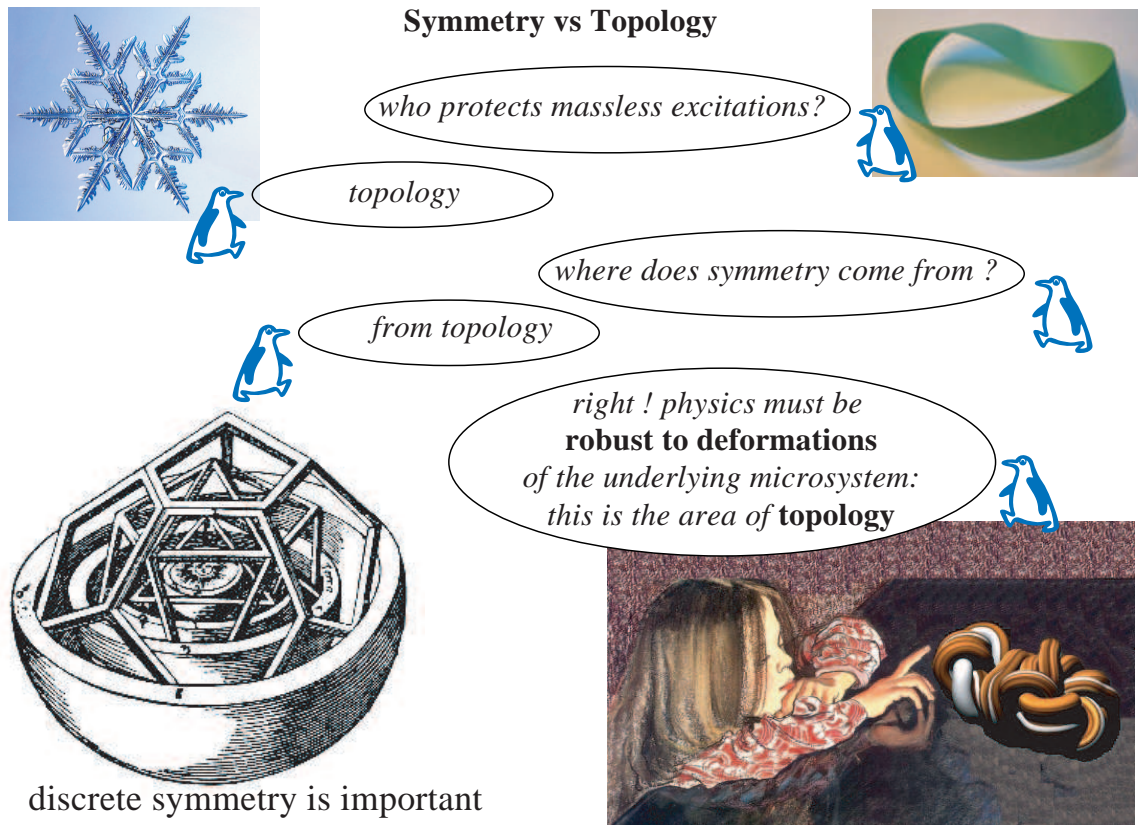 Symmetry vs Topology
who protects massless excitations?
topology
where does symmetry come from ?
from topology
right ! physics must be
robust to deformations
of the underlying microsystem:
this is the area of topology
discrete symmetry is important